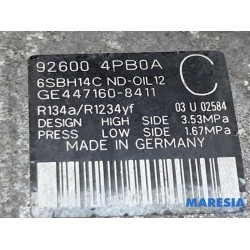 92600 4PB0A
C
6SBH14C ND-OIL12
GE447160-8411
R134a/R1234yf
03 U 02584
DESIGN HIGH SIDE 3.53MPa
PRESS LOW SIDE 1.67MPa
MADE IN GERMANY
MARESIA